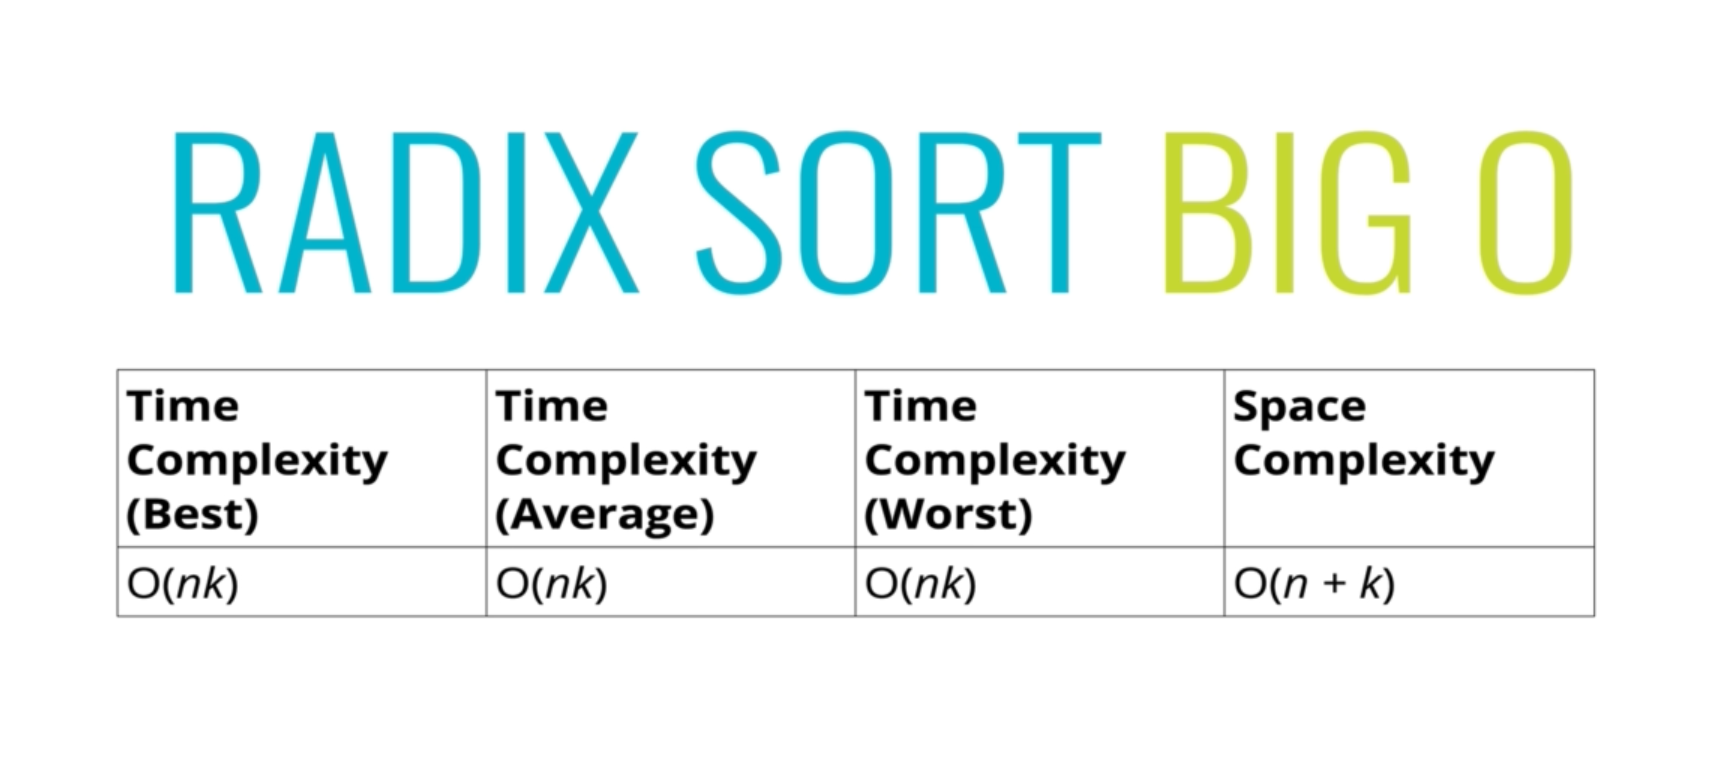 RADIX SORT BIG O
Time Complexity (Best)
Time Complexity (Average)
Time Complexity (Worst)
Space Complexity
O(nk)
O(nk)
O(nk)
O(n + k)